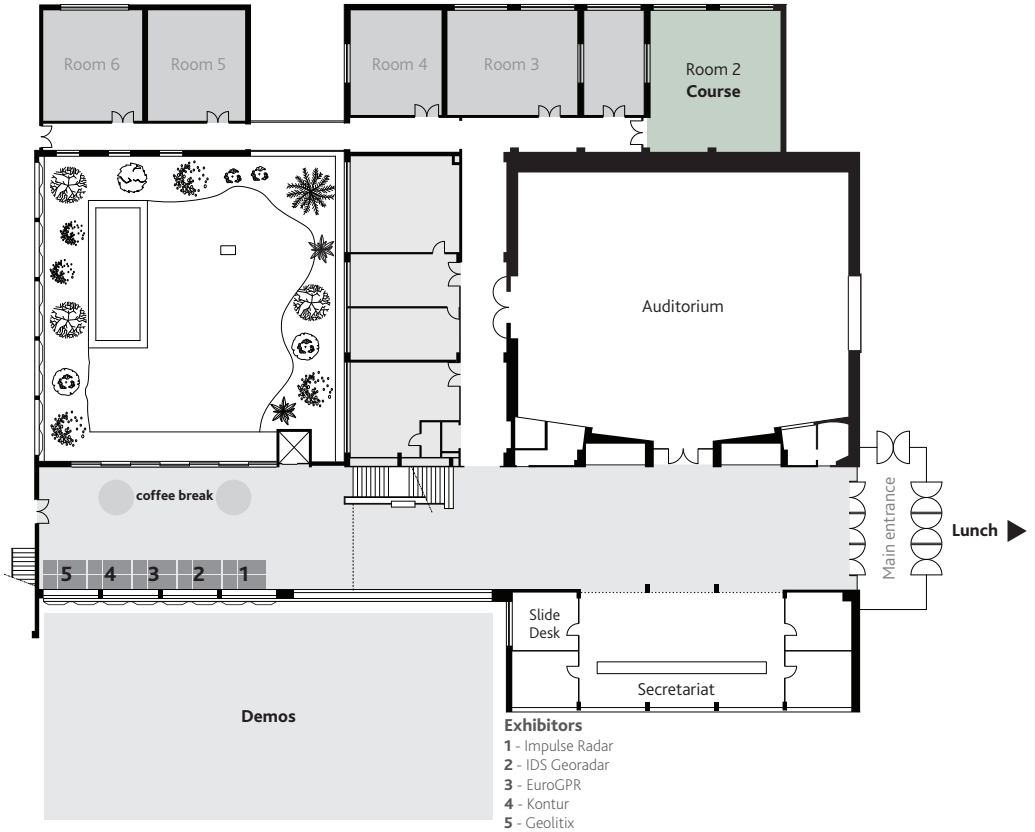 Room 6
Room 5
Room 4
Room 3
Room 2
Course
Auditorium
coffee break
5 4 3 2 1
Main entrance
Lunch
Slide
Desk
Secretariat
Demos
Exhibitors
1 - Impulse Radar
2 - IDS Georadar
3 - EuroGPR
4 - Kontur
5 - Geolitix